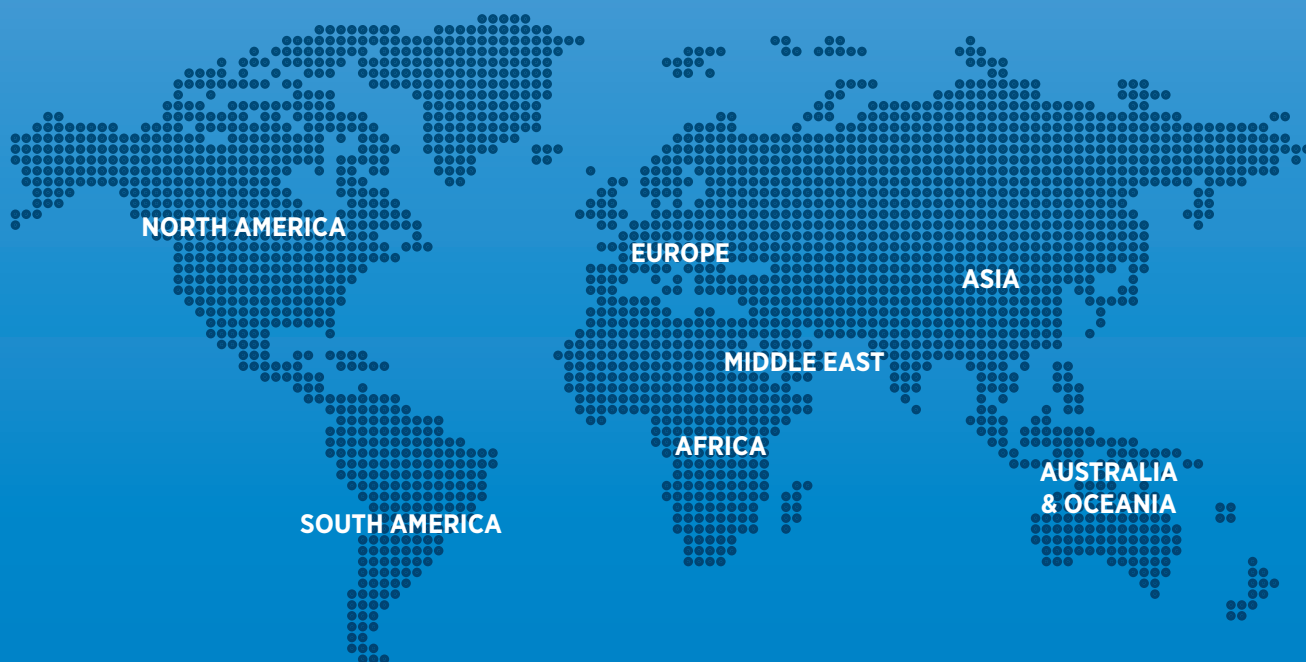 NORTH AMERICA
EUROPE
ASIA
MIDDLE EAST
AFRICA
AUSTRALIA
& OCEANIA
SOUTH AMERICA